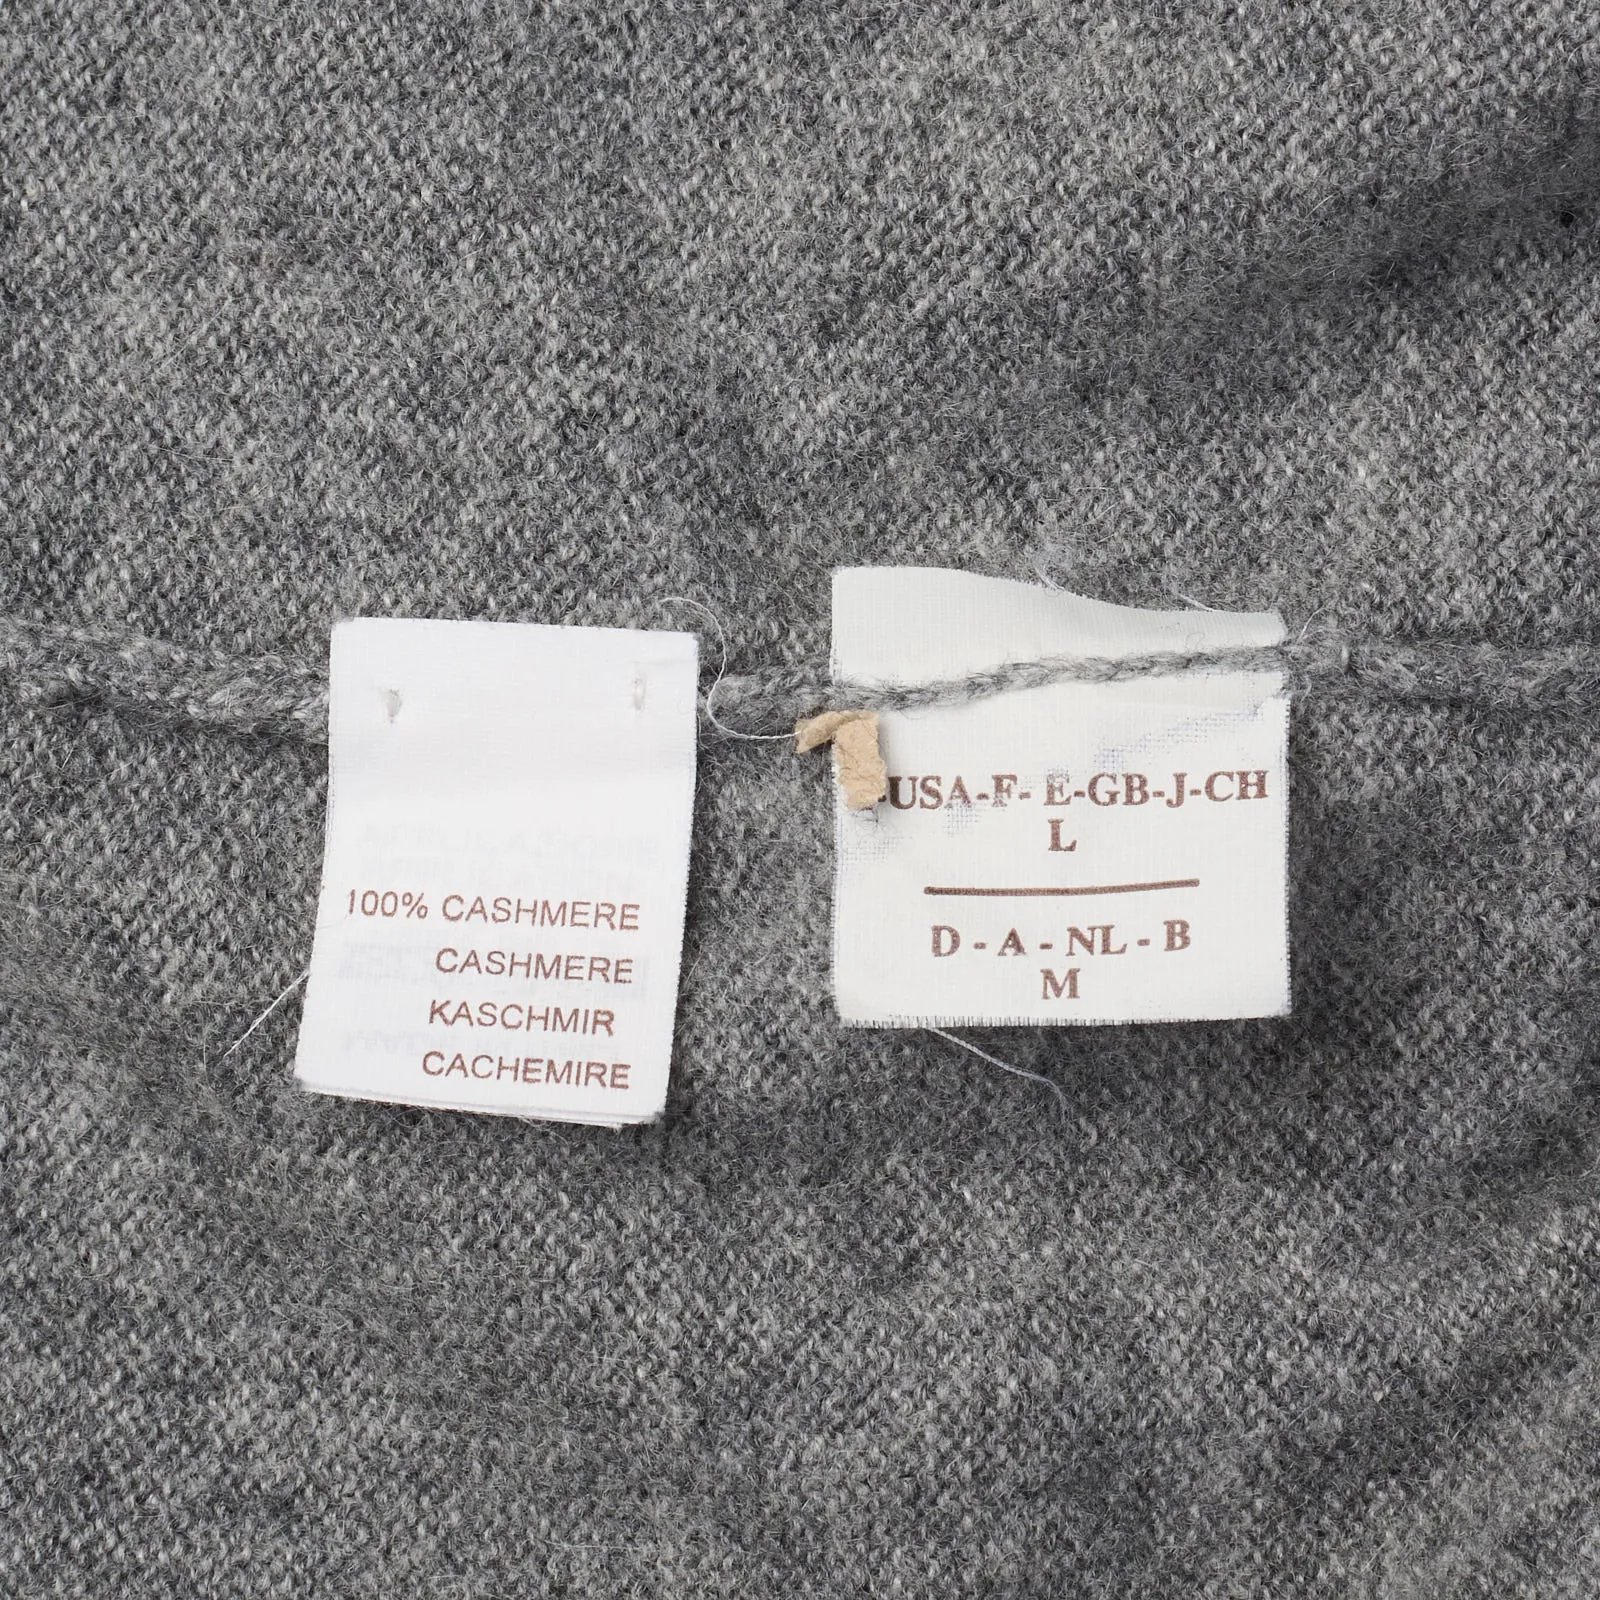 100% CASHMERE
CASHMERE
KASCHMIR
CACHEMIRE
-USA-F- E-GB-J-CH
L
D - A - NL - B
M